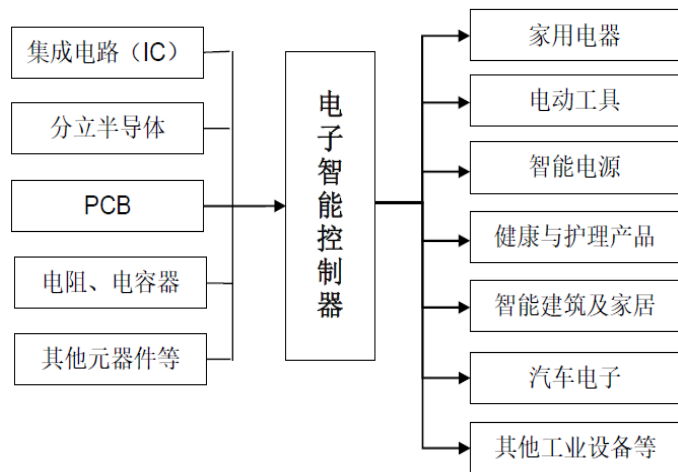 集成电路（IC）
分立半导体
PCB
电阻、电容器
其他元器件等
电子智能控制器
家用电器
电动工具
智能电源
健康与护理产品
智能建筑及家居
汽车电子
其他工业设备等